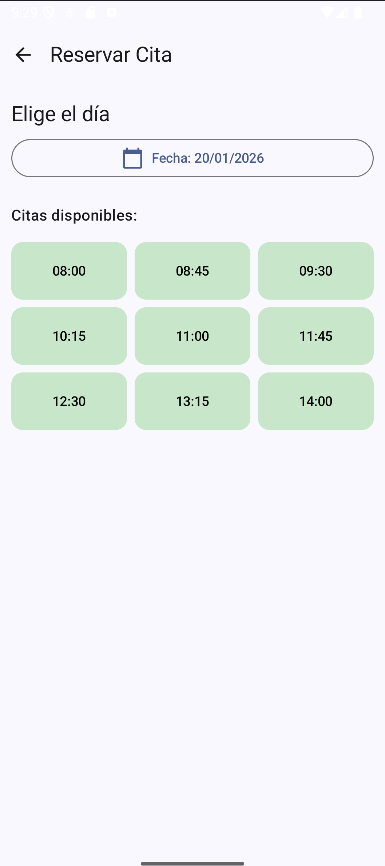 Reservar Cita
Elige el día
Fecha: 20/01/2026
Citas disponibles:
08:00 08:45 09:30
10:15 11:00 11:45
12:30 13:15 14:00